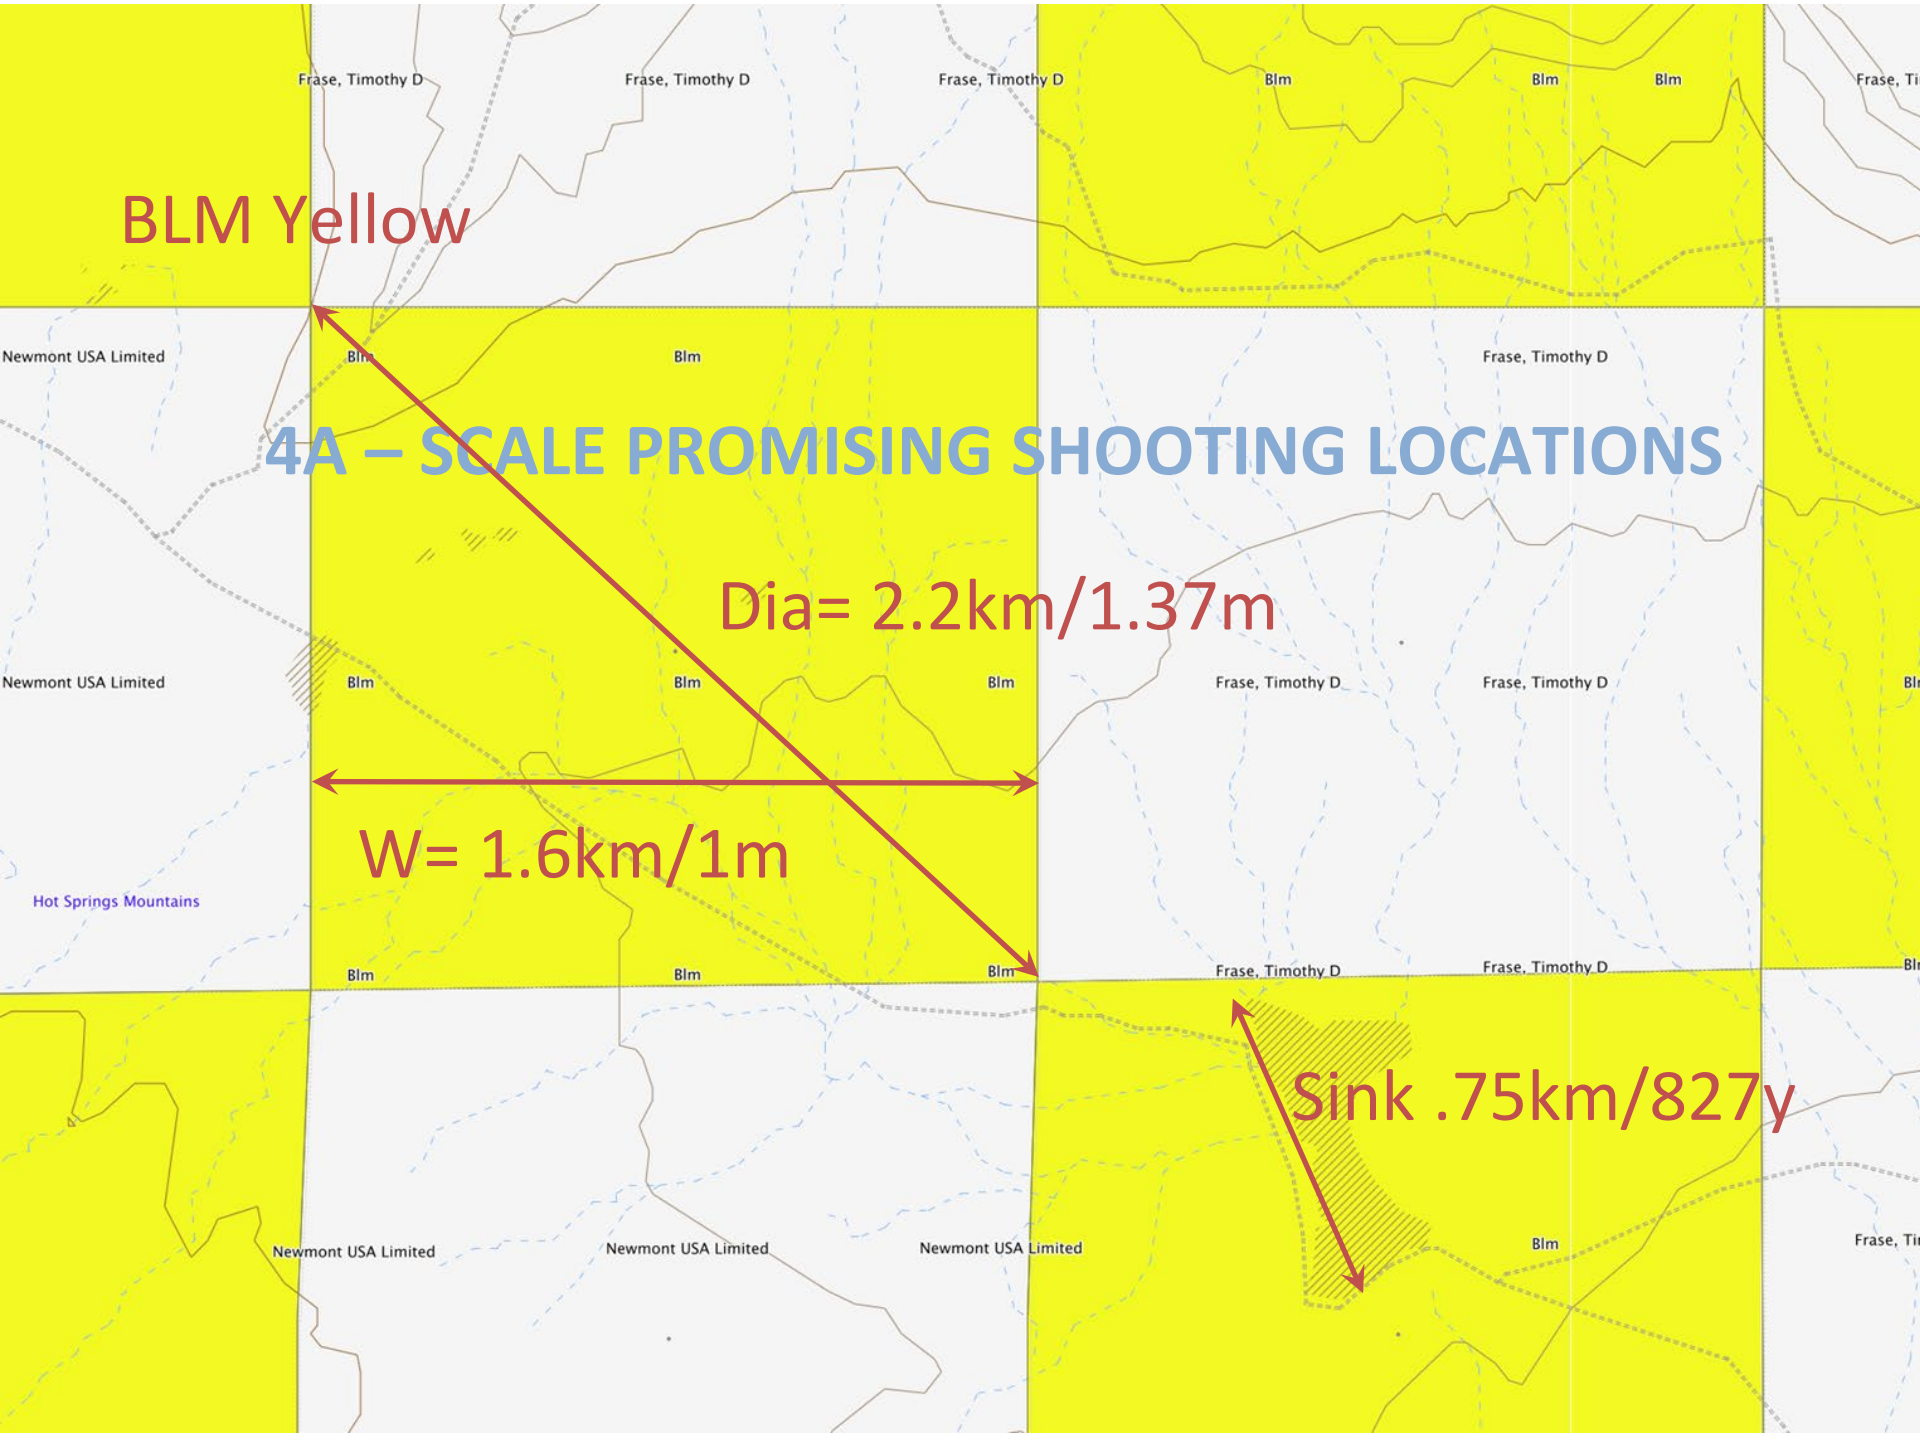 Frase, Timothy D
Frase, Timothy D
Frase, Timothy D
Blm
Blm
Blm
Frase, Ti
BLM Yellow
Newmont USA Limited
Blm
Blm
Frase, Timothy D
4A – SCALE PROMISING SHOOTING LOCATIONS
Dia= 2.2km/1.37m
Newmont USA Limited
Blm
Blm
Blm
Frase, Timothy D
Frase, Timothy D
Bl
W= 1.6km/1m
Hot Springs Mountains
Blm
Blm
Blm
Frase, Timothy D
Frase, Timothy D
Bl
Sink .75km/827y
Newmont USA Limited
Newmont USA Limited
Newmont USA Limited
Blm
Frase, Ti